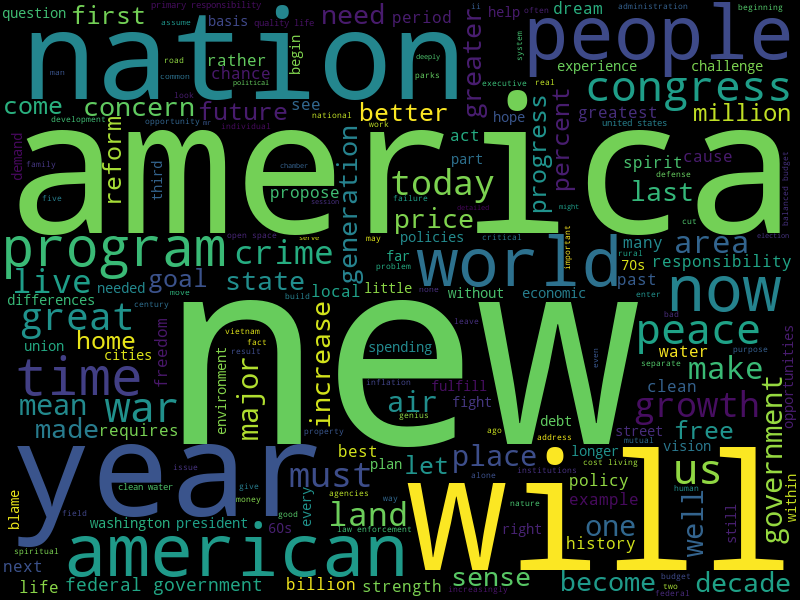 question first primary responsibility basis need period ii help often dream administration beginning
assume people
nation road rather begin deeply greater system experience challenge
man common chance parks executive real congress
come concern look political future see better million
development opportunity mr individual national hope greatest united states
america
demand reform third generation work act progress percent spirit cause
family propose today chamber part defense last balanced budget
five session failure price might cut election
program open space serve decades may policies critical important world many area
crime far rural responsibility
live goal state problem 70s past now
differences needed move local little none without economic enter
great century build leave bad
union home freedom vietnam fact increase spending peace
cities environment result major inflation fulfill separate water purpose make opportunities
time genius air fight clean
mean war property ago debt growth
made requires best address street mutual free government
new
year issue must plan alone let place longer vision
cost living institutions us
clean water give agencies way policy human well
blame field money every land nature example still within
washington president good law enforcement right one
60s history
will
spiritual american sense
next increasingly budget
life federal government billion strength become two decade
federal